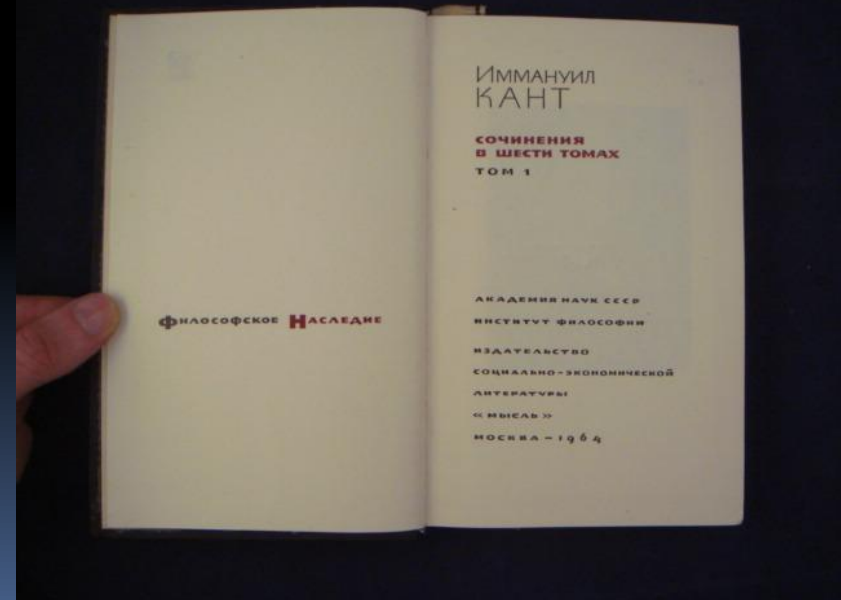 Философское Наследие
Иммануил
КАНТ
СОЧИНЕНИЯ
В ШЕСТИ ТОМАХ
ТОМ 1
АКАДЕМИЯ НАУК СССР
ИНСТИТУТ ФИЛОСОФИИ
ИЗДАТЕЛЬСТВО
СОЦИАЛЬНО-ЭКОНОМИЧЕСКОЙ
ЛИТЕРАТУРЫ
« МЫСЛЬ »
МОСКВА – 1964